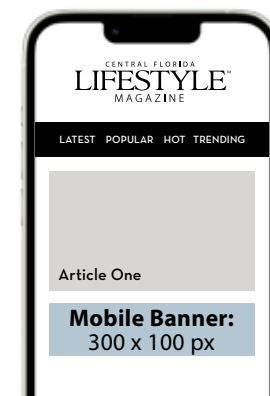 CENTRAL FLORIDA
LIFESTYLE™
MAGAZINE
LATEST POPULAR HOT TRENDING
Article One
Mobile Banner:
300 x 100 px